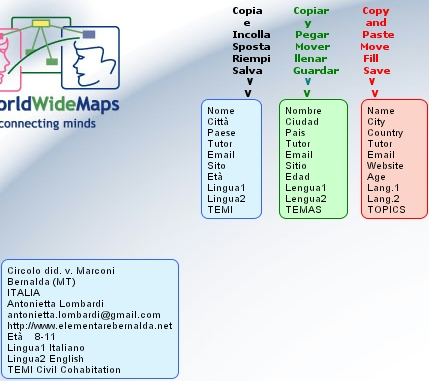 Copia
e
Incolla
Sposta
Riempi
Salva
v
v
Copiar
y
Pegar
Mover
llenar
Guardar
v
v
Copy
and
Paste
Move
Fill
Save
v
v
orldWideMaps
connecting minds
Nome
Città
Paese
Tutor
Email
Sito
Età
Lingua1
Lingua2
TEMI
Nombre
Ciudad
Pais
Tutor
Email
Sitio
Edad
Lengua1
Lengua2
TEMAS
Name
City
Country
Tutor
Email
Website
Age
Lang.1
Lang.2
TOPICS
Circolo did. v. Marconi
Bernalda (MT)
ITALIA
Antonietta Lombardi
antonietta.lombardi@gmail.com
http://www.elementarebernalda.net
Età 8-11
Lingua1 Italiano
Lingua2 English
TEMI Civil Cohabitation